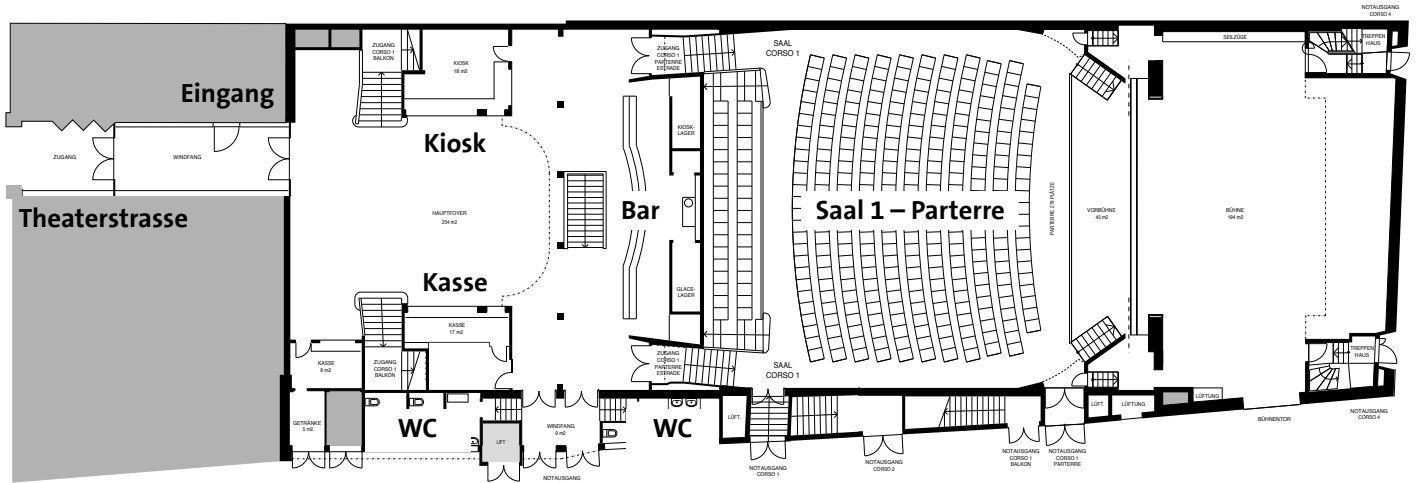 NOTAUSGANG
CORSO 4
ZUGANG
CORSO 1
BALKON
KIOSK
18 m2
ZUGANG
CORSO 1
PARTERRE
ESTRADE
SAAL
CORSO 1
SEILZÜGE
TREPPEN
HAUS
Eingang
Kiosk
KIOSK-
LAGER
ZUGANG
WINDFANG
Theaterstrasse
HAUPTFOYER
254 m2
Bar
Saal 1 – Parterre
PARTERRE 279 PLÄTZE
VORBÜHNE
45 m2
BÜHNE
194 m2
Kasse
GLACE-
LAGER
KASSE
17 m2
KASSE
8 m2
ZUGANG
CORSO 1
BALKON
ZUGANG
CORSO 1
PARTERRE
ESTRADE
SAAL
CORSO 1
TREPPEN
HAUS
GETRÄNKE
5 m2
WC
LIFT
WINDFANG
9 m2
WC
LÜFT.
LÜFT.
LÜFTUNG
LÜFTUNG
BÜHNENTOR
NOTAUSGANG
CORSO 4
NOTAUSGANG
NOTAUSGANG
CORSO 1
NOTAUSGANG
CORSO 2
NOTAUSGANG
CORSO 1
BALKON
NOTAUSGANG
CORSO 1
PARTERRE